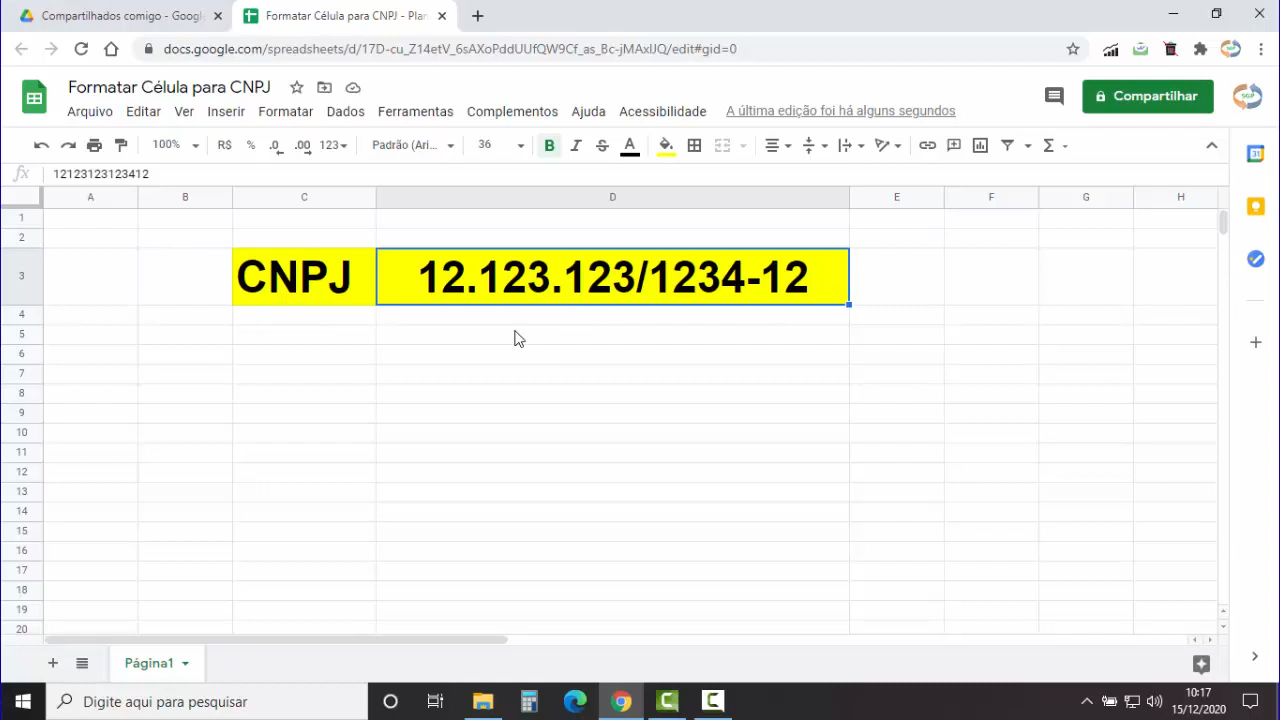 Compartilhados comigo - Googl
Formatar Célula para CNPJ - Plan
docs.google.com/spreadsheets/d/17D-cu_Z14etV_6sAXoPddUUfQW9Cf_as_Bc-jMAxIJQ/edit#gid=0
Formatar Célula para CNPJ
Arquivo Editar Ver Inserir Formatar Dados Ferramentas Complementos Ajuda Acessibilidade A última edição foi há alguns segundos
Compartilhar
100% R$ % .0 .00 123 Padrão (Ari... 36 B I S A
fx 12123123123412
A B C D E F G H
1
2
3 CNPJ 12.123.123/1234-12
4
5
6
7
8
9
10
11
12
13
14
15
16
17
18
19
20
Página1
Digite aqui para pesquisar
10:17
15/12/2020